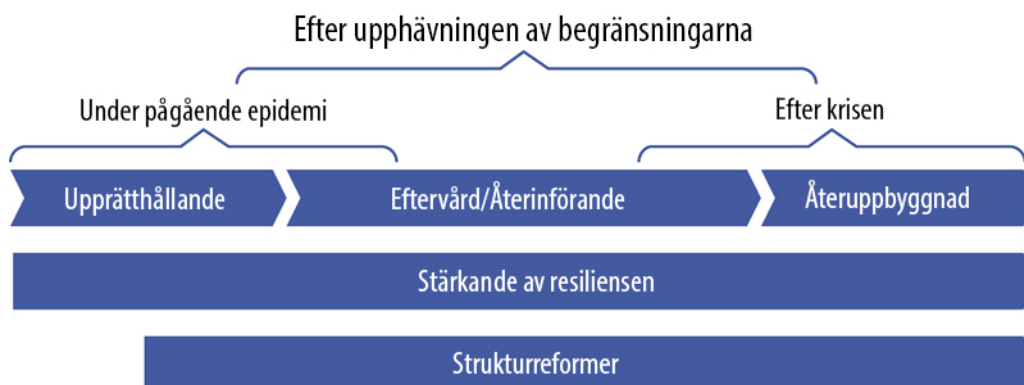 Efter upphävningen av begränsningarna
Under pågående epidemi
Efter krisen
Upprätthållande
Eftervård/Återinförande
Återuppbyggnad
Stärkande av resiliensen
Strukturreformer